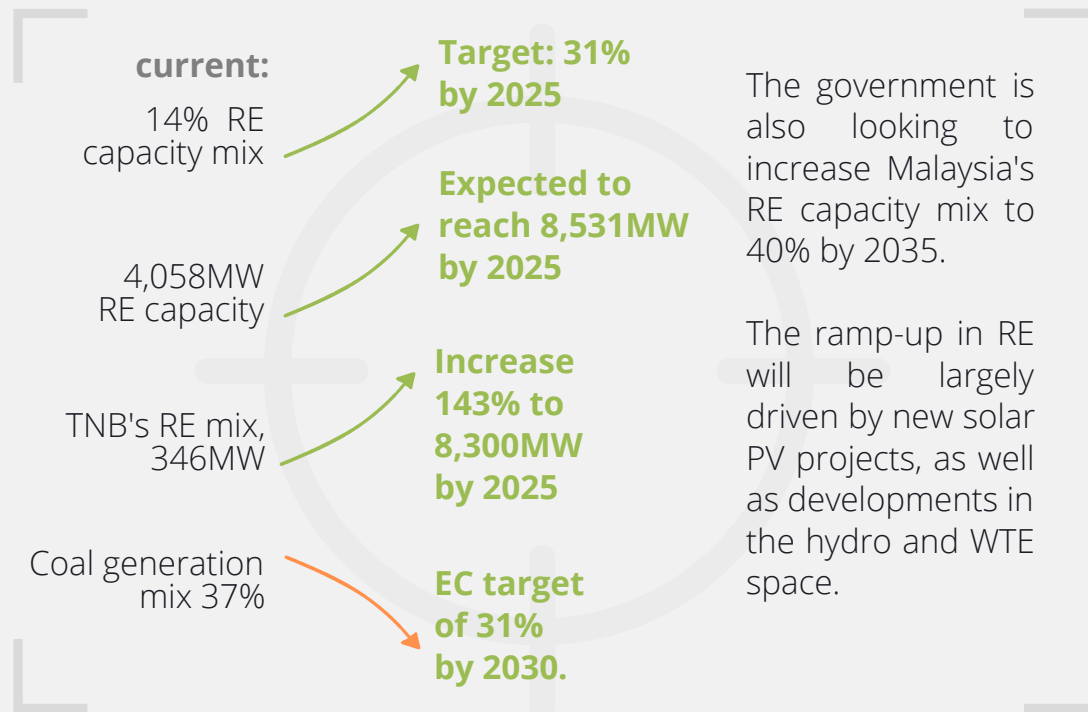 current:
14% RE
capacity mix
Target: 31%
by 2025
4,058MW
RE capacity
Expected to
reach 8,531MW
by 2025
TNB's RE mix,
346MW
Increase
143% to
8,300MW
by 2025
Coal generation
mix 37%
EC target
of 31%
by 2030.
The government is
also looking to
increase Malaysia's
RE capacity mix to
40% by 2035.
The ramp-up in RE
will be largely
driven by new solar
PV projects, as well
as developments in
the hydro and WTE
space.